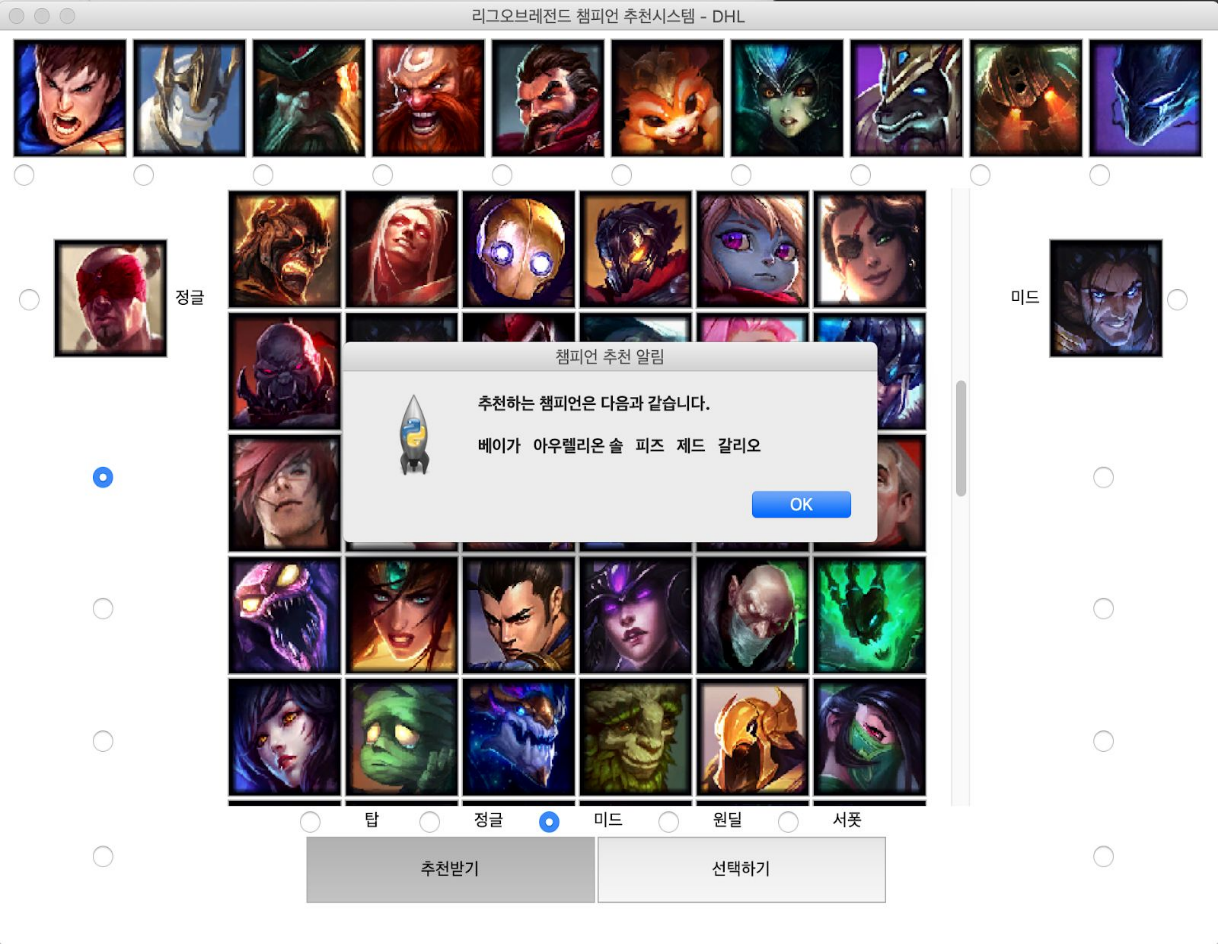 리그오브레전드 챔피언 추천시스템 - DHL
정글
미드
챔피언 추천 알림
추천하는 챔피언은 다음과 같습니다.
베이가 아우렐리온 솔 피즈 제드 갈리오
OK
탑 정글 미드 원딜 서폿
추천받기 선택하기